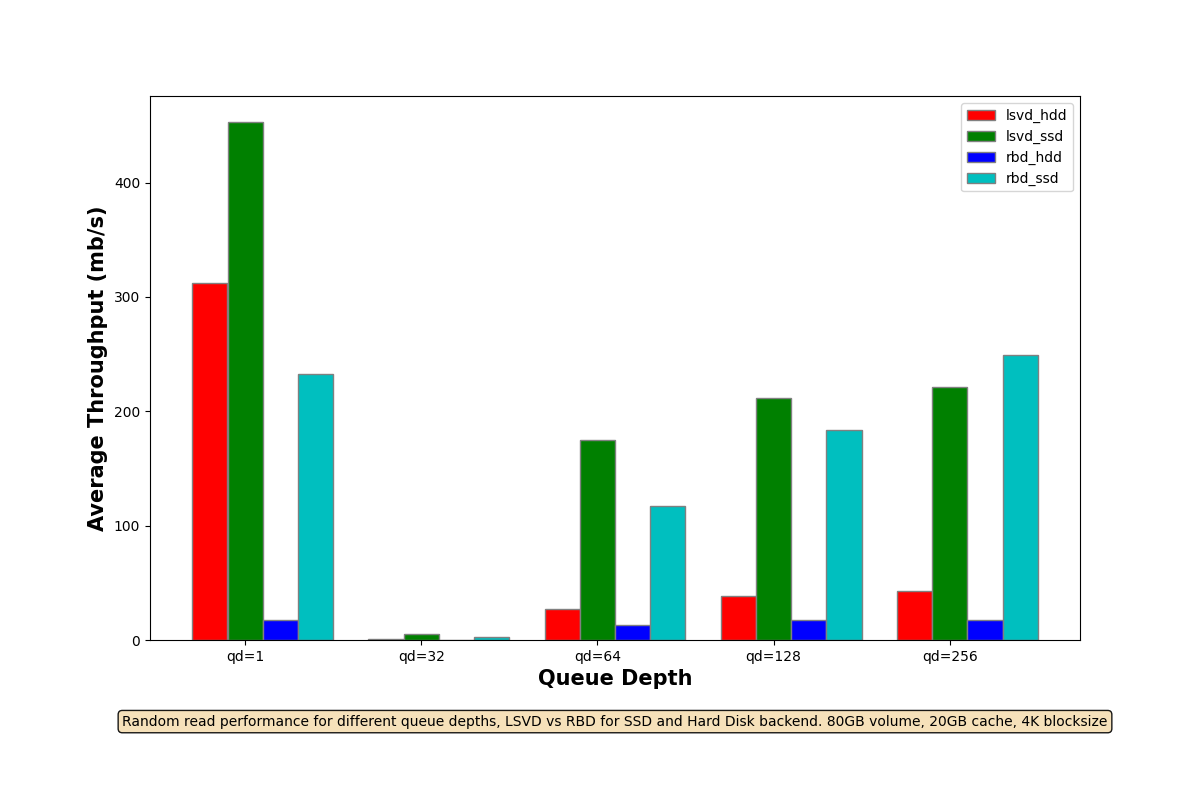 lsvd_hdd
lsvd_ssd
rbd_hdd
rbd_ssd
Average Throughput (mb/s)
400
300
200
100
0
qd=1 qd=32 qd=64 qd=128 qd=256
Queue Depth
Random read performance for different queue depths, LSVD vs RBD for SSD and Hard Disk backend. 80GB volume, 20GB cache, 4K blocksize